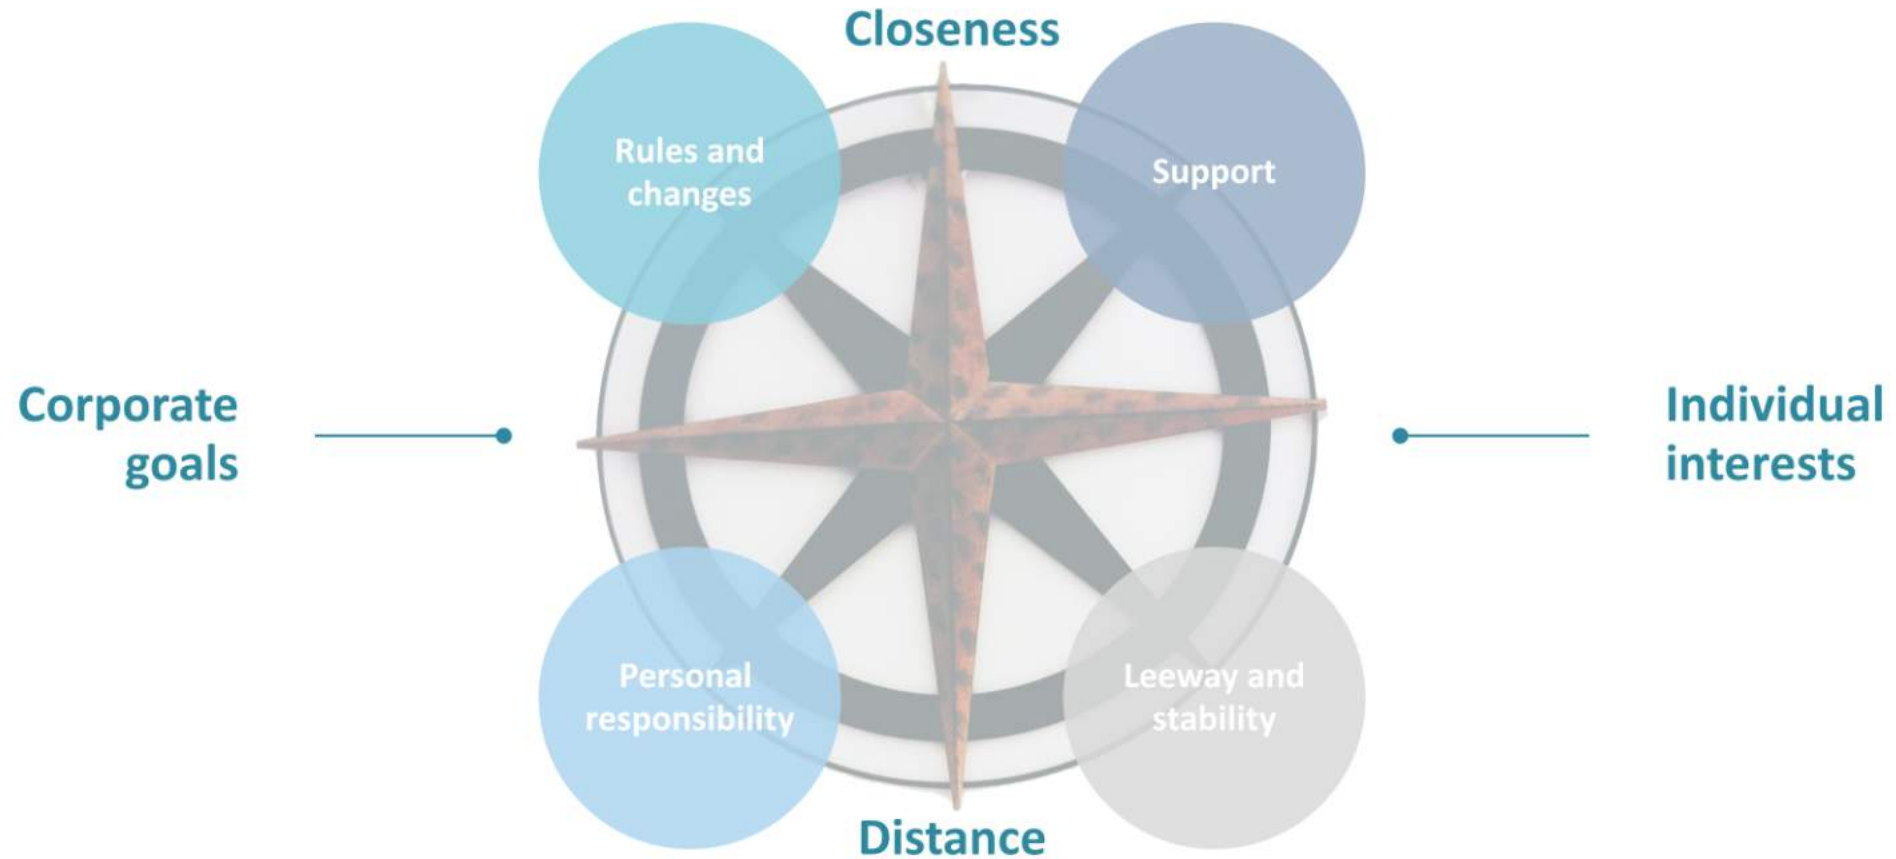 Closeness
Rules and
changes
Support
Corporate
goals
Individual
interests
Personal
responsibility
Leeway and
stability
Distance